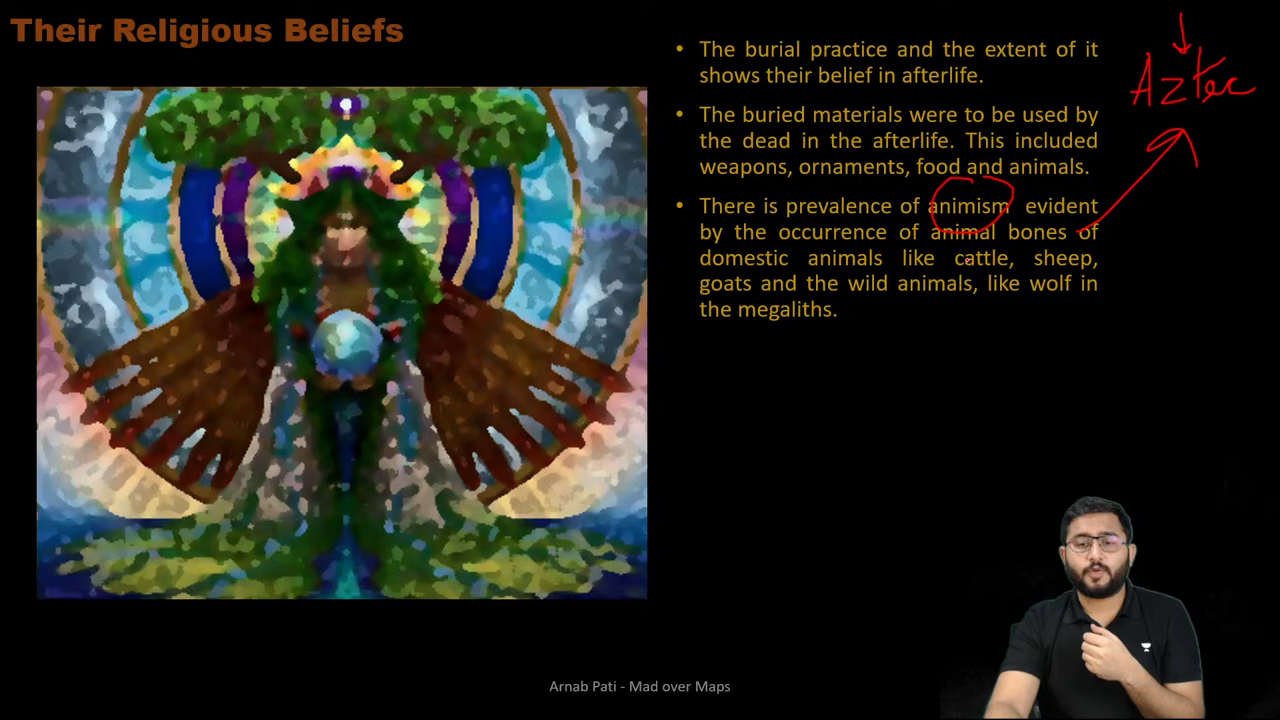 Their Religious Beliefs
• The burial practice and the extent of it
shows their belief in afterlife.
• The buried materials were to be used by
the dead in the afterlife. This included
weapons, ornaments, food and animals.
• There is prevalence of animism evident
by the occurrence of animal bones of
domestic animals like cattle, sheep,
goats and the wild animals, like wolf in
the megaliths.
Aztec
Arnab Pati - Mad over Maps